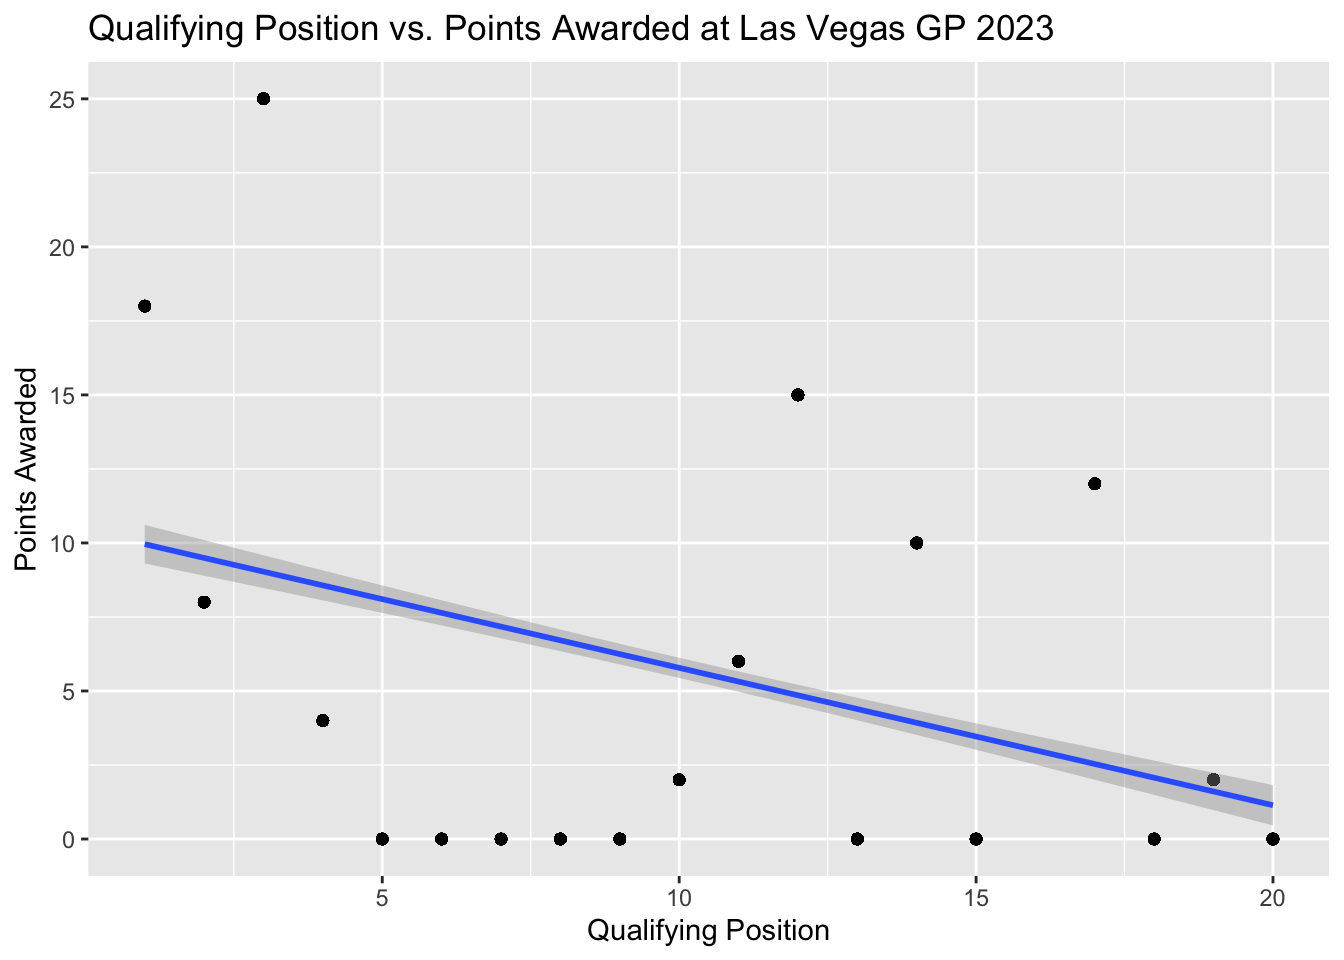 Qualifying Position vs. Points Awarded at Las Vegas GP 2023
25
20
15
10
5
0
Points Awarded
5 10 15 20
Qualifying Position